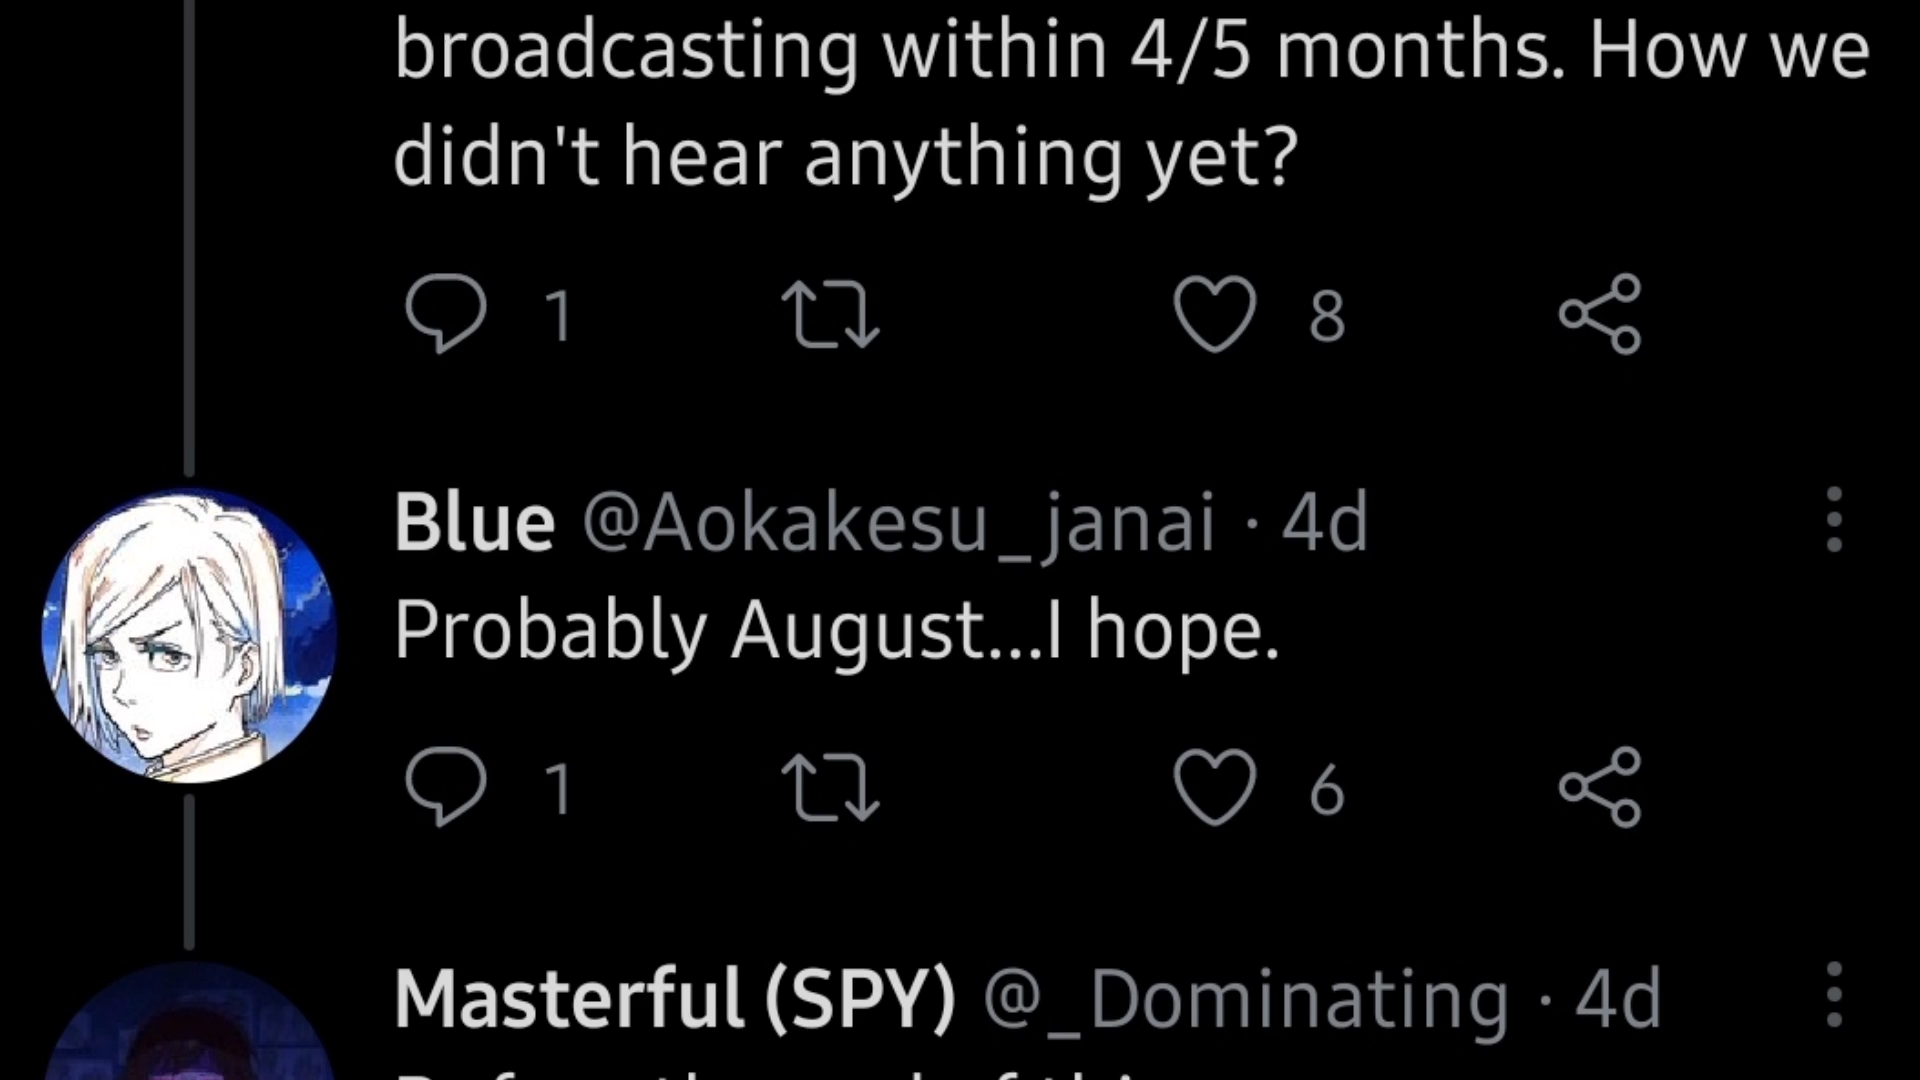 broadcasting within 4/5 months. How we
didn't hear anything yet?
1 8
Blue @Aokakesu_janai · 4d
Probably August...I hope.
1 6
Masterful (SPY) @_Dominating · 4d